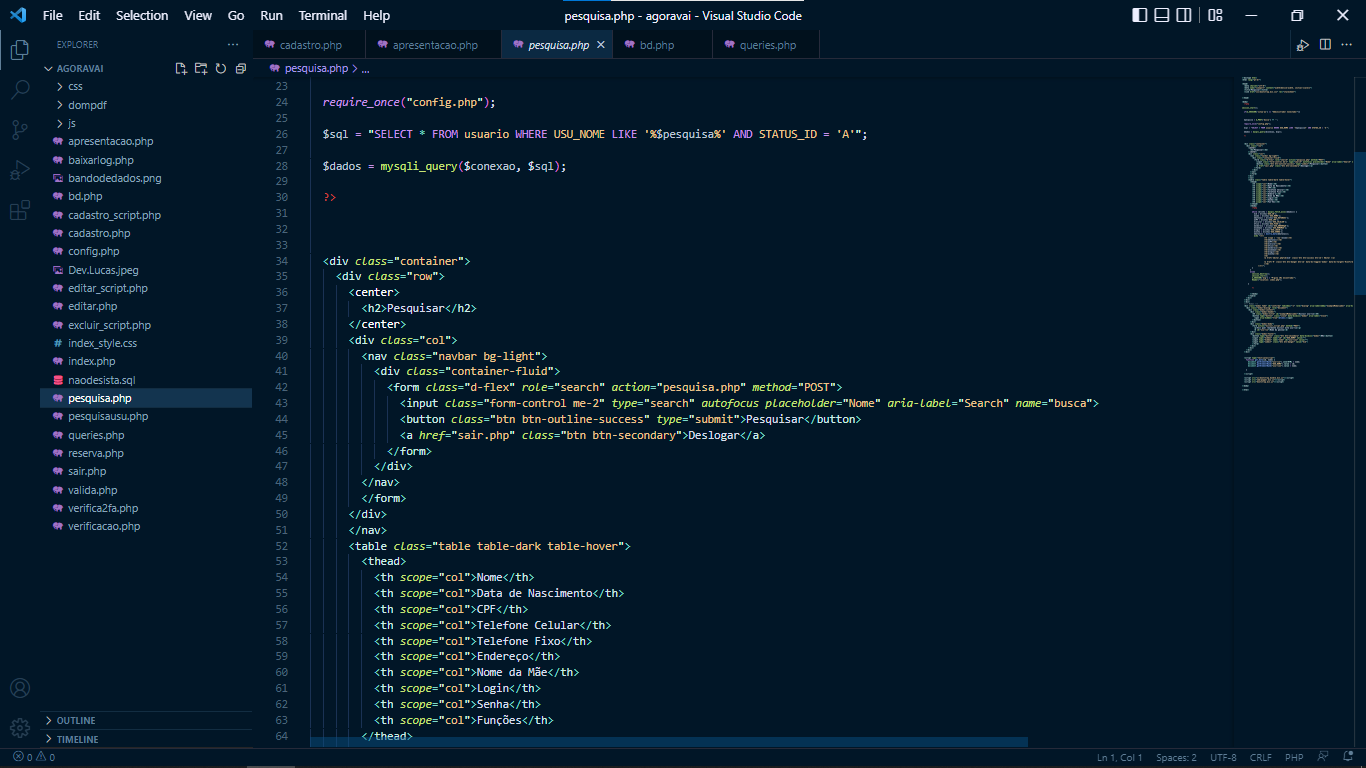 File Edit Selection View Go Run Terminal Help
pesquisa.php - agoravai - Visual Studio Code
EXPLORER
AGORAVAI
css
dompdf
js
apresentacao.php
baixarlog.php
bandodedados.png
bd.php
cadastro_script.php
cadastro.php
config.php
Dev.Lucas.jpeg
editar_script.php
editar.php
excluir_script.php
index_style.css
index.php
naodesista.sql
pesquisa.php
pesquisausu.php
queries.php
reserva.php
sair.php
valida.php
verifica2fa.php
verificacao.php
OUTLINE
TIMELINE
cadastro.php apresentacao.php pesquisa.php bd.php queries.php
pesquisa.php > ...
23
24 require_once("config.php");
25
26 $sql = "SELECT * FROM usuario WHERE USU_NOME LIKE '%$pesquisa%' AND STATUS_ID = 'A'";
27
28 $dados = mysqli_query($conexao, $sql);
29
30 ?>
31
32
33
34 <div class="container">
35 <div class="row">
36 <center>
37 <h2>Pesquisar</h2>
38 </center>
39 <div class="col">
40 <nav class="navbar bg-light">
41 <div class="container-fluid">
42 <form class="d-flex" role="search" action="pesquisa.php" method="POST">
43 <input class="form-control me-2" type="search" autofocus placeholder="Nome" aria-label="Search" name="busca">
44 <button class="btn btn-outline-success" type="submit">Pesquisar</button>
45 <a href="sair.php" class="btn btn-secondary">Deslogar</a>
46 </form>
47 </div>
48 </nav>
49 </form>
50 </div>
51 </nav>
52 <table class="table table-dark table-hover">
53 <thead>
54 <th scope="col">Nome</th>
55 <th scope="col">Data de Nascimento</th>
56 <th scope="col">CPF</th>
57 <th scope="col">Telefone Celular</th>
58 <th scope="col">Telefone Fixo</th>
59 <th scope="col">Endereço</th>
60 <th scope="col">Nome da Mãe</th>
61 <th scope="col">Login</th>
62 <th scope="col">Senha</th>
63 <th scope="col">Funções</th>
64 </thead>
0 0 Ln 1, Col 1 Spaces: 2 UTF-8 CRLF PHP